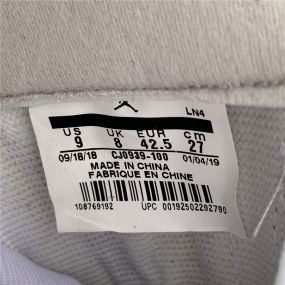 LN4
US UK EUR cm
9 8 42.5 27
09/18/18 CJ0939-100 01/04/19
MADE IN CHINA
FABRIQUE EN CHINE
108769192 UPC 00192502292790